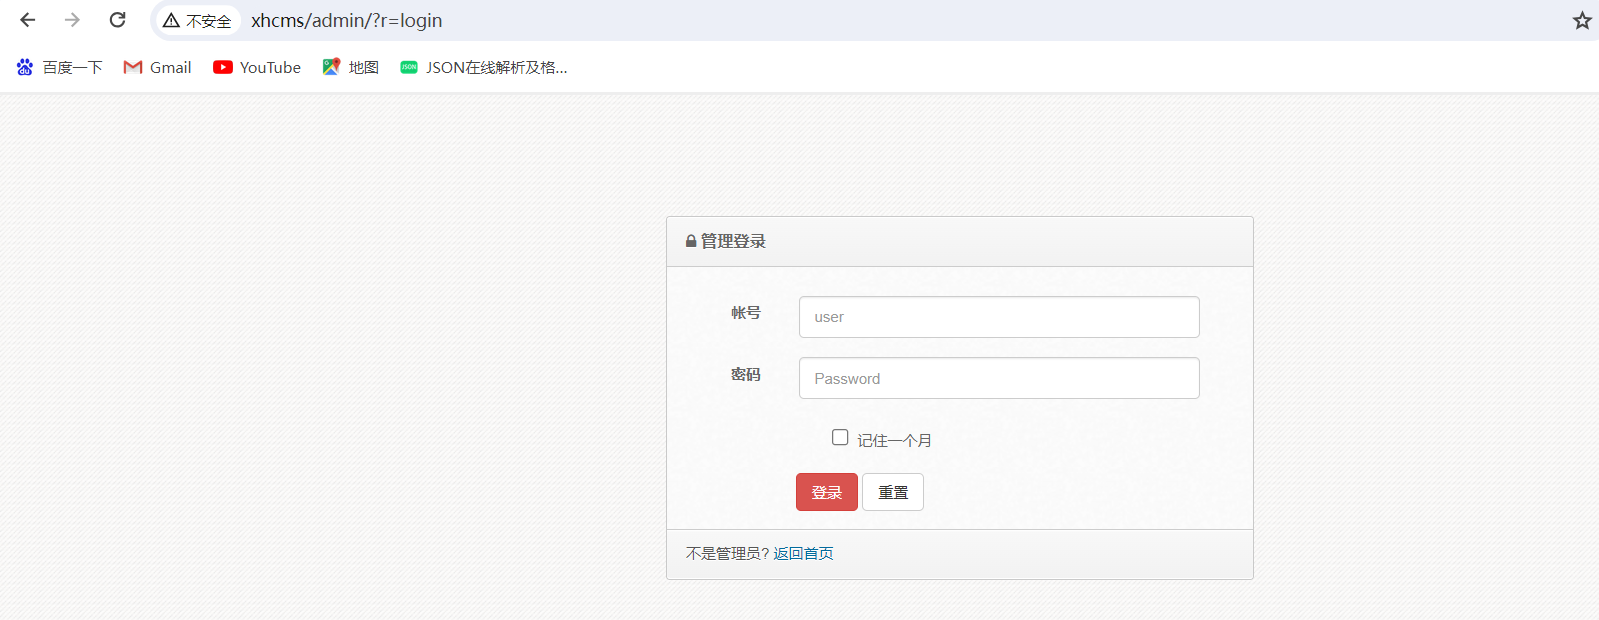 不安全 xhcms/admin/?r=login
百度一下 Gmail YouTube 地图 JSON JSON在线解析及格...
管理登录
帐号 user
密码 Password
记住一个月
登录 重置
不是管理员? 返回首页